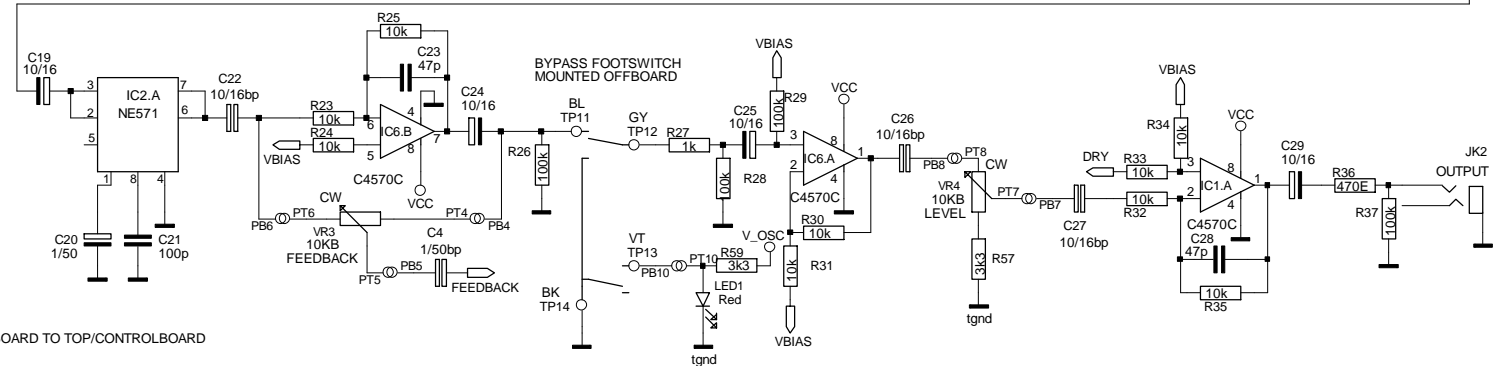 C19
10/16
3
2
5
1
8
4
7
6
IC2.A
NE571
C20
1/50
C21
100p
C22
10/16bp
R25
10k
C23
47p
R23
10k
R24
10k
VBIAS
6
5
4
8
7
IC6.B
C4570C
VCC
C24
10/16
R26
100k
PB6
PT6
CW
VR3
10KB
FEEDBACK
PT4
PB4
PT5
PB5
C4
1/50bp
FEEDBACK
BYPASS FOOTSWITCH
MOUNTED OFFBOARD
BL
TP11
GY
TP12
VT
TP13
BK
TP14
PB10
PT10
R59
3k3
V_OSC
LED1
Red
tgnd
R27
1k
R28
100k
C25
10/16
VBIAS
R29
100k
VCC
3
2
8
4
1
IC6.A
C4570C
R30
10k
R31
10k
VBIAS
C26
10/16bp
PB8
PT8
CW
VR4
10KB
LEVEL
PT7
PB7
R57
3k3
tgnd
C27
10/16bp
VBIAS
R34
10k
DRY
R33
10k
R32
10k
VCC
3
2
8
4
1
IC1.A
C4570C
C28
47p
10k
R35
C29
10/16
R36
470E
R37
100k
JK2
OUTPUT
OARD TO TOP/CONTROLBOARD